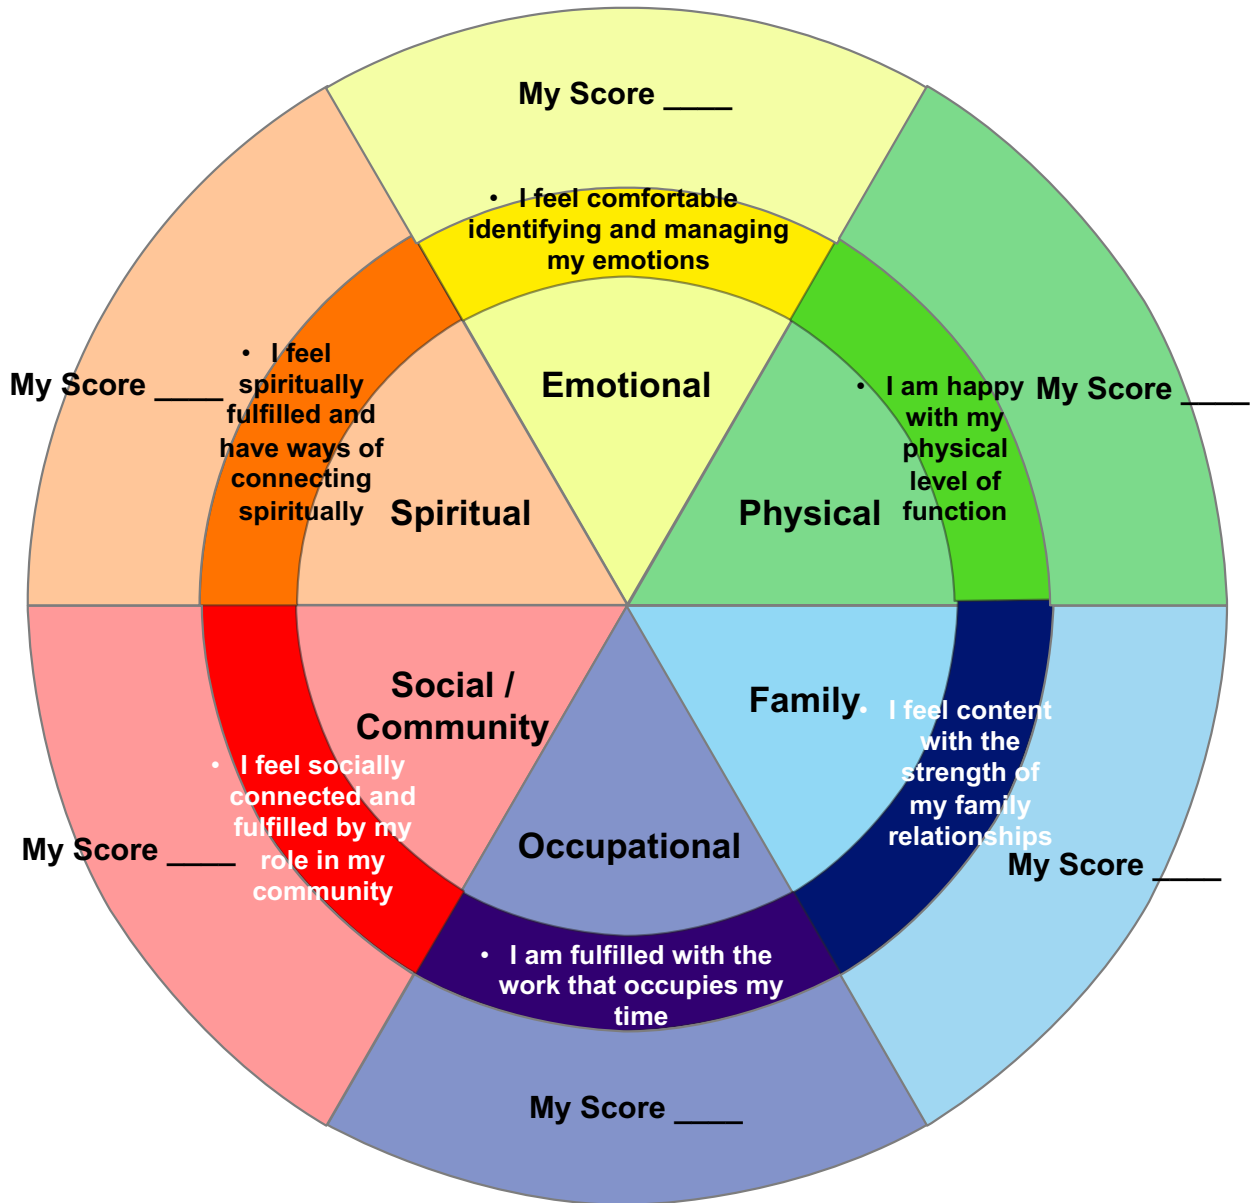 My Score ____
• I feel comfortable
identifying and managing
my emotions
Emotional
My Score ____
• I feel
spiritually
fulfilled and
have ways of
connecting
spiritually
Spiritual
• I am happy
with my
physical
level of
function
My Score ____
Physical
Social /
Community
• I feel socially
connected and
fulfilled by my
role in my
community
My Score ____
Family
• I feel content
with the
strength of
my family
relationships
My Score ____
Occupational
• I am fulfilled with the
work that occupies my
time
My Score ____